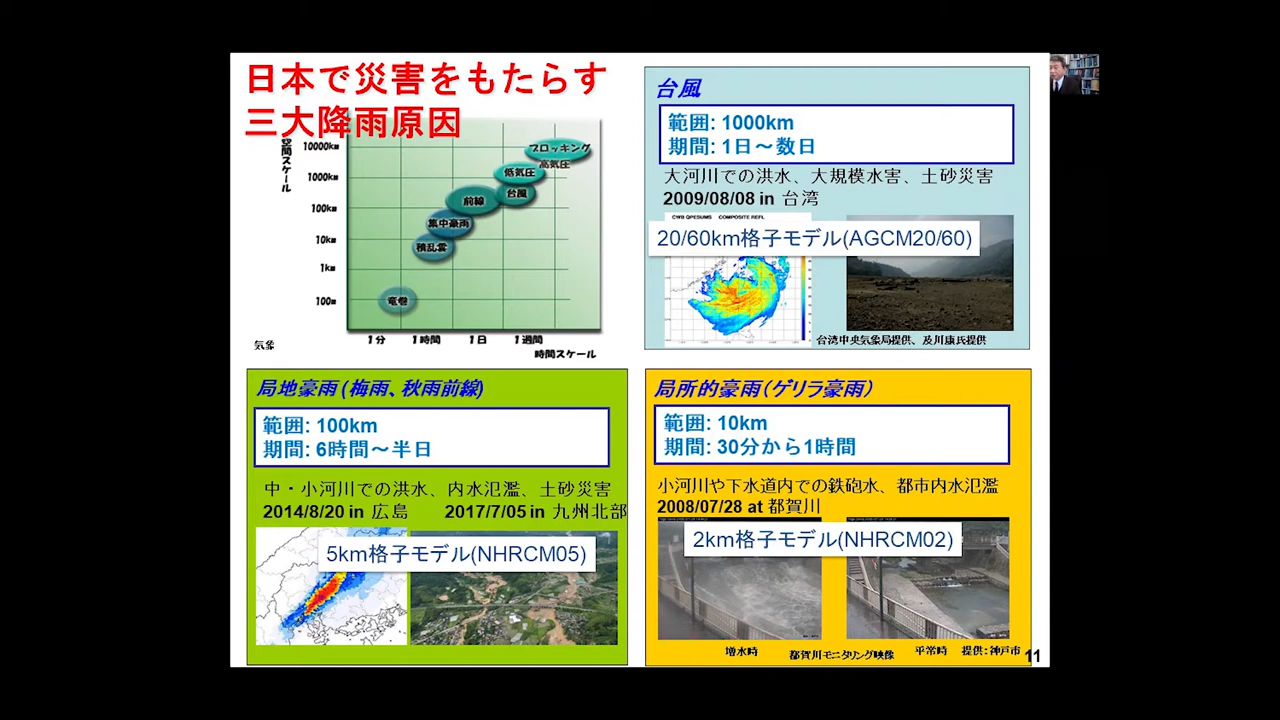 日本で災害をもたらす
三大降雨原因
空間スケール
10000km
1000km
100km
10km
1km
100m
ブロッキング
高気圧
低気圧
台風
前線
集中豪雨
積乱雲
竜巻
1分
1時間
1日
1週間
時間スケール
気象
台風
範囲: 1000km
期間: 1日～数日
大河川での洪水、大規模水害、土砂災害
2009/08/08 in 台湾
CWB QPESUMS COMPOSITE REFL
20/60km格子モデル(AGCM20/60)
台湾中央気象局提供、及川康氏提供
局地豪雨 (梅雨、秋雨前線)
範囲: 100km
期間: 6時間～半日
中・小河川での洪水、内水氾濫、土砂災害
2014/8/20 in 広島 2017/7/05 in 九州北部
5km格子モデル(NHRCM05)
局所的豪雨（ゲリラ豪雨）
範囲: 10km
期間: 30分から1時間
小河川や下水道内での鉄砲水、都市内水氾濫
2008/07/28 at 都賀川
2km格子モデル(NHRCM02)
増水時
都賀川モニタリング映像
平常時
提供：神戸市
11